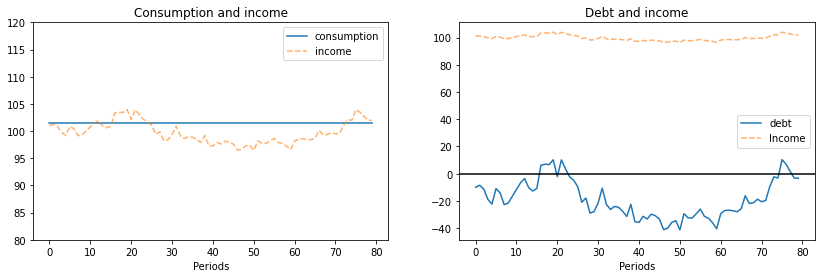 Consumption and income
120
115
110
105
100
95
90
85
80
consumption
income
0 10 20 30 40 50 60 70 80
Periods
Debt and income
100
80
60
40
20
0
−20
−40
debt
Income
0 10 20 30 40 50 60 70 80
Periods